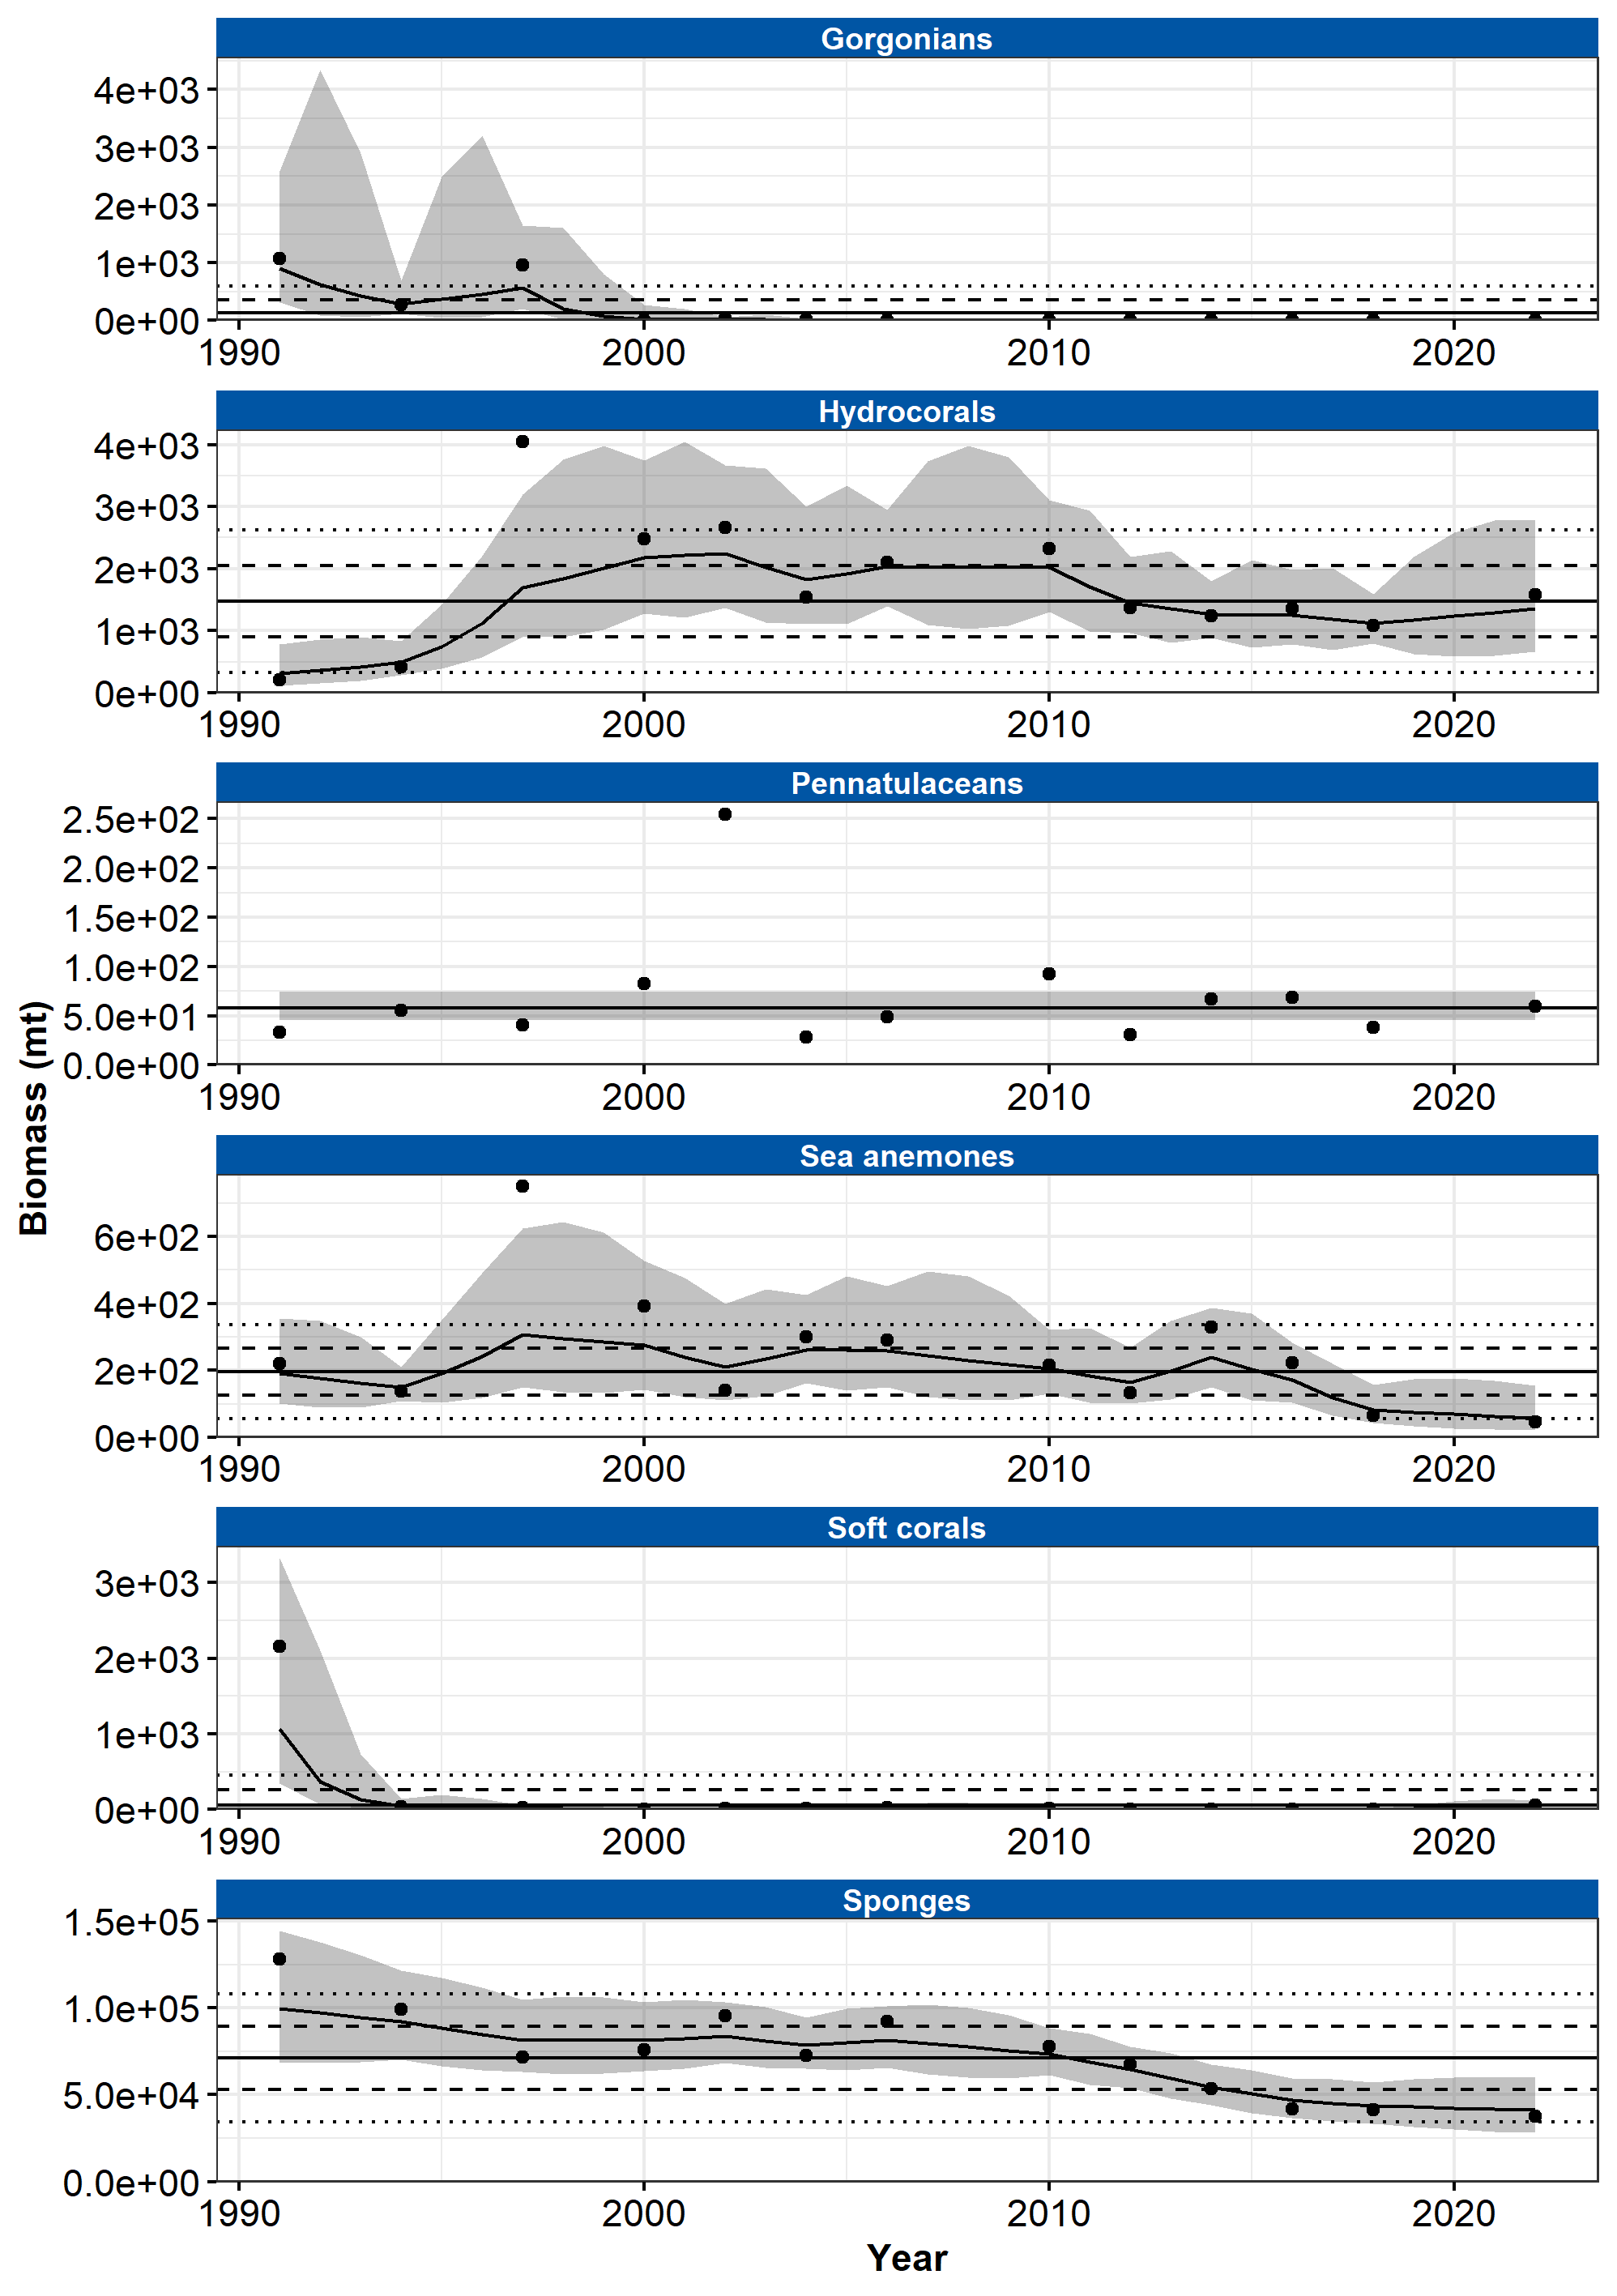 Gorgonians
4e+03
3e+03
2e+03
1e+03
0e+00
1990 2000 2010 2020
Hydrocorals
4e+03
3e+03
2e+03
1e+03
0e+00
1990 2000 2010 2020
Pennatulaceans
2.5e+02
2.0e+02
1.5e+02
1.0e+02
5.0e+01
0.0e+00
1990 2000 2010 2020
Biomass (mt)
Sea anemones
6e+02
4e+02
2e+02
0e+00
1990 2000 2010 2020
Soft corals
3e+03
2e+03
1e+03
0e+00
1990 2000 2010 2020
Sponges
1.5e+05
1.0e+05
5.0e+04
0.0e+00
1990 2000 2010 2020
Year